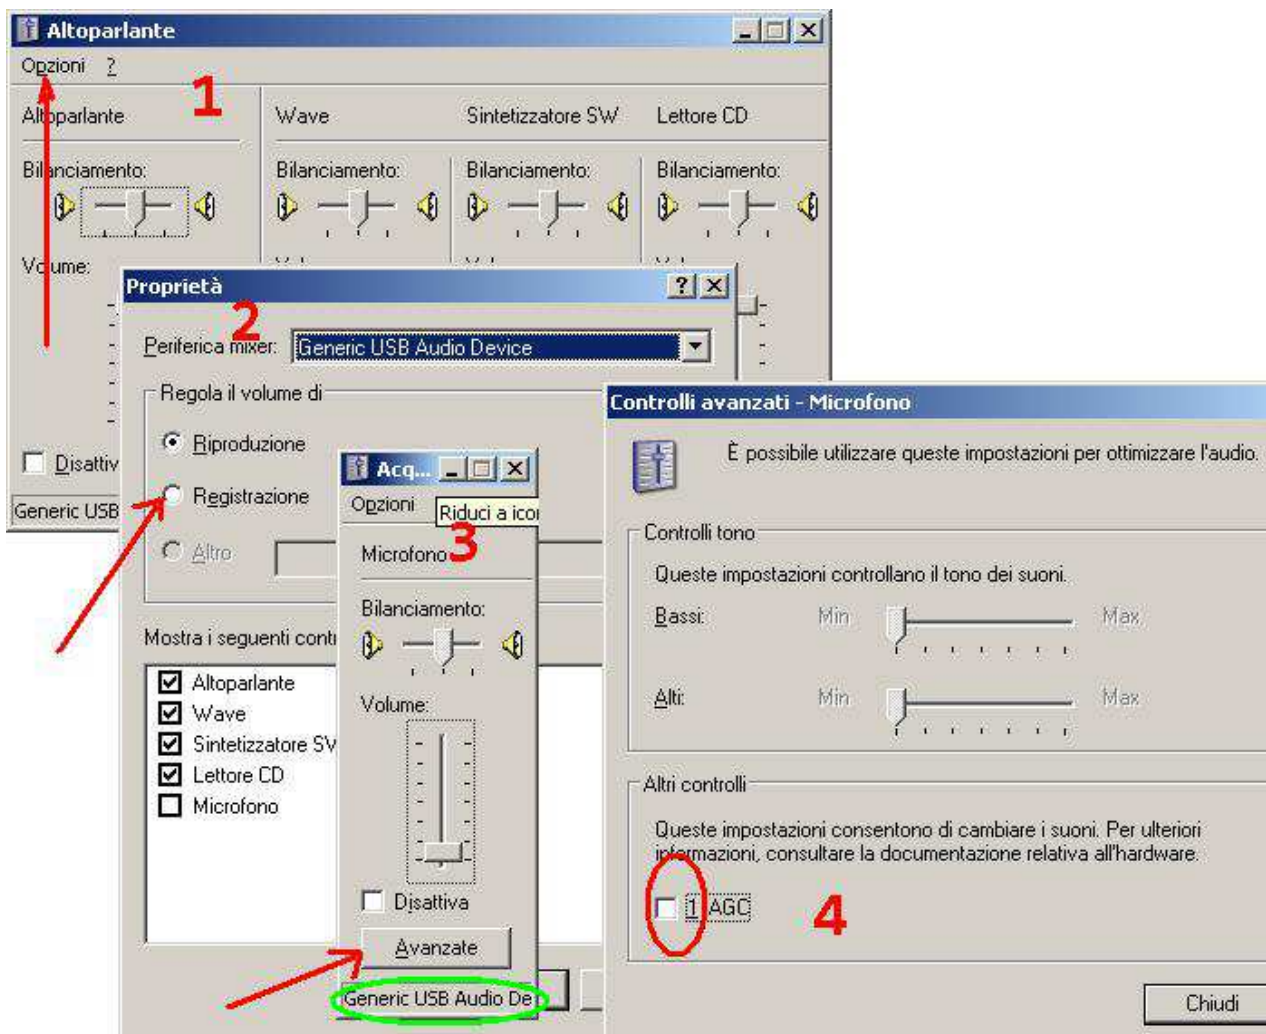 Altoparlante
Opzioni ?
1
Altoparlante Wave Sintetizzatore SW Lettore CD
Bilanciamento: Bilanciamento: Bilanciamento: Bilanciamento:
Volume:
Disattiv
Generic USB
Proprietà
2
Periferica mixer: Generic USB Audio Device
Regola il volume di
Riproduzione
Registrazione
Altro
Mostra i seguenti contr
Altoparlante
Wave
Sintetizzatore SW
Lettore CD
Microfono
Acq...
Opzioni
Riduci a icon
3
Microfono
Bilanciamento:
Volume:
Disattiva
Avanzate
Generic USB Audio De
Controlli avanzati - Microfono
È possibile utilizzare queste impostazioni per ottimizzare l'audio.
Controlli tono
Queste impostazioni controllano il tono dei suoni.
Bassi: Min Max
Alti: Min Max
Altri controlli
Queste impostazioni consentono di cambiare i suoni. Per ulteriori
informazioni, consultare la documentazione relativa all'hardware.
1 AGC
4
Chiudi